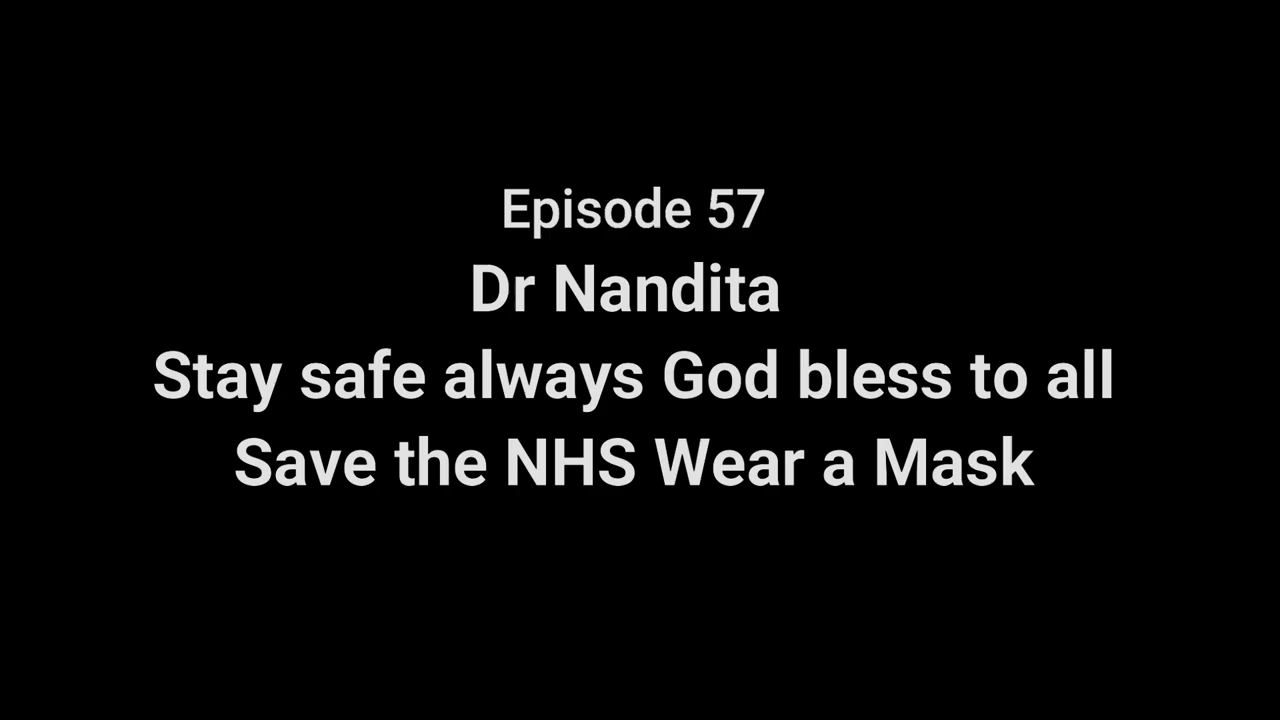 Episode 57
Dr Nandita
Stay safe always God bless to all
Save the NHS Wear a Mask